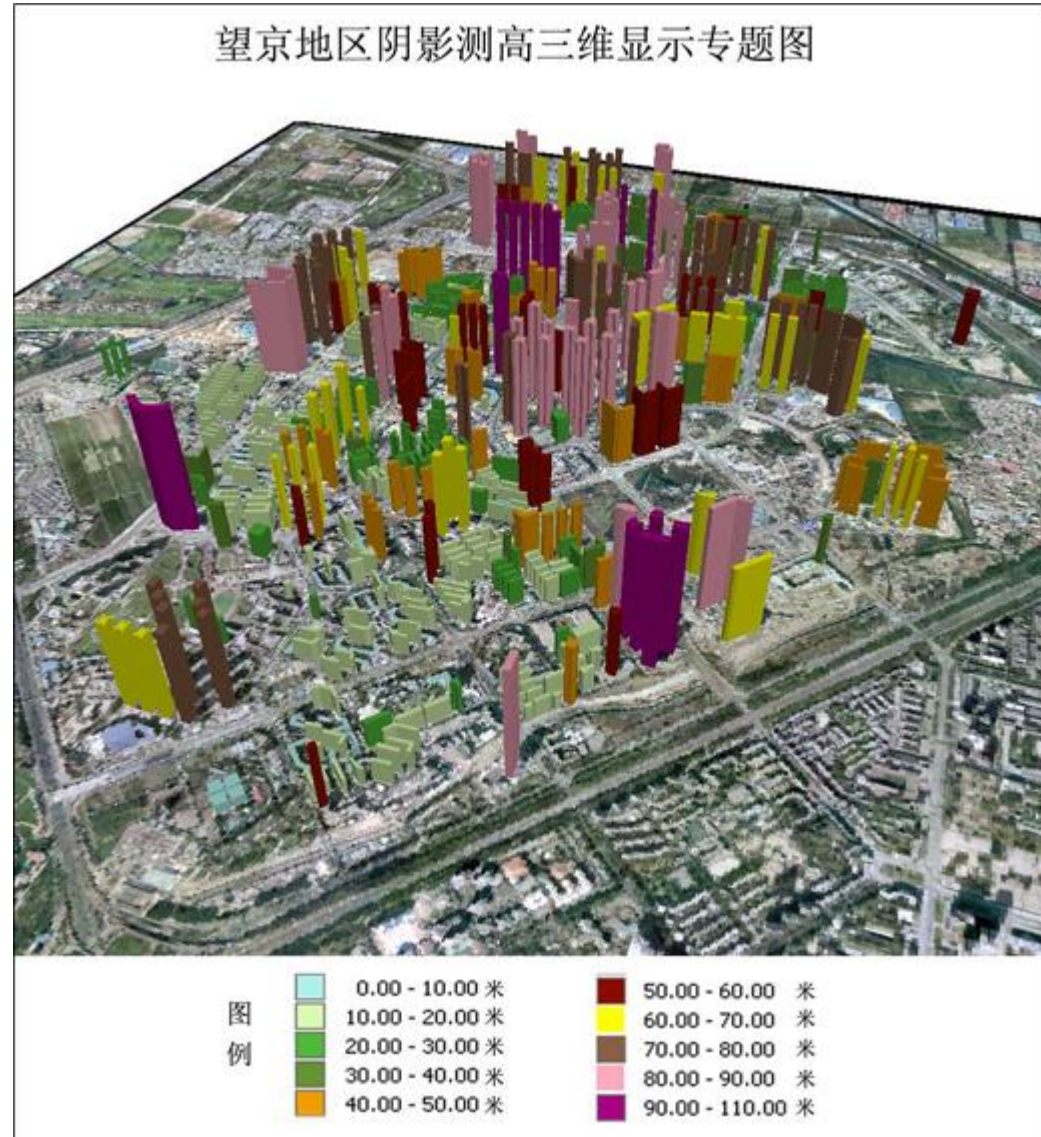 望京地区阴影测高三维显示专题图
图例
0.00 - 10.00 米
10.00 - 20.00 米
20.00 - 30.00 米
30.00 - 40.00 米
40.00 - 50.00 米
50.00 - 60.00 米
60.00 - 70.00 米
70.00 - 80.00 米
80.00 - 90.00 米
90.00 - 110.00 米